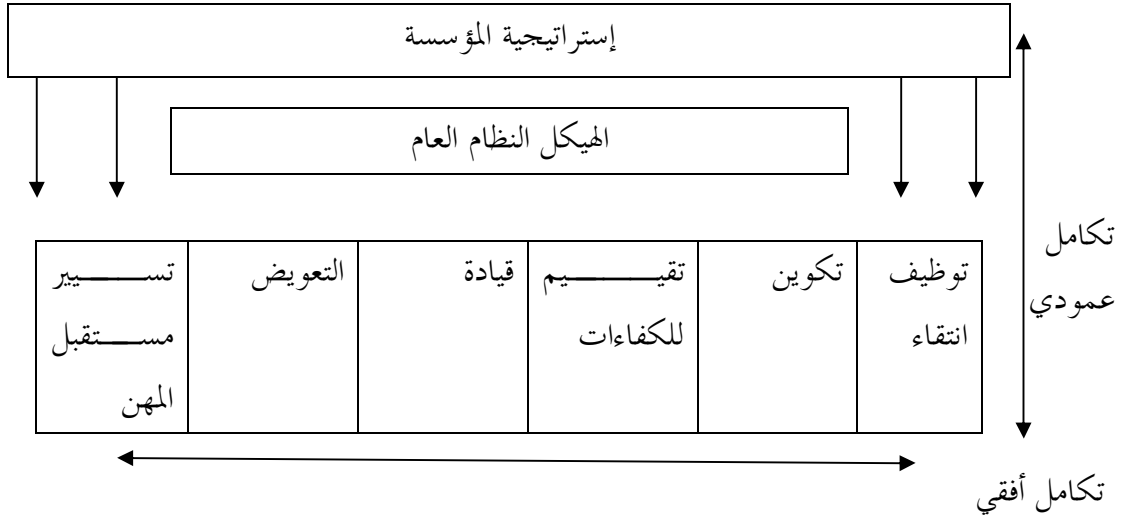 إستراتيجية المؤسسة
الهيكل النظام العام
تكامل
عمودي
توظيف
انتقاء
تكوين
تقييم
للكفاءات
قيادة
التعويض
تسيير
مستقبل
المهن
تكامل أفقي